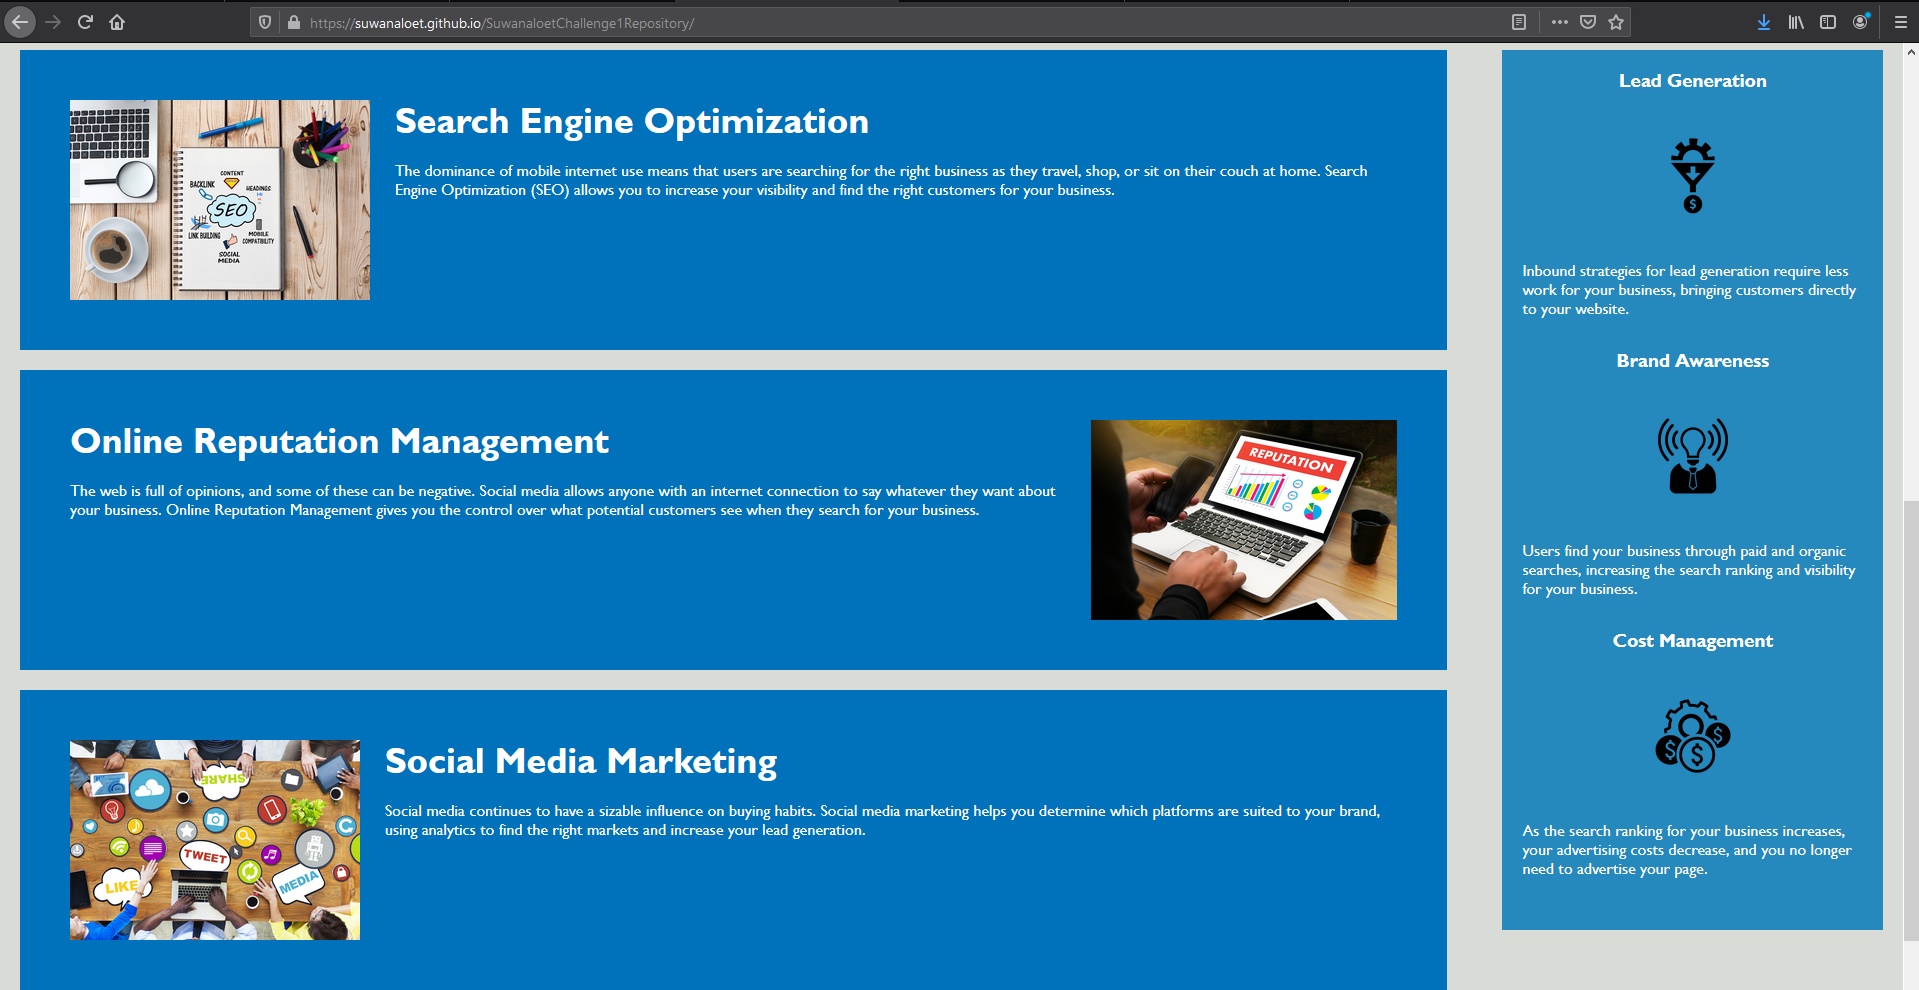 https://suwanaloet.github.io/SuwanaloetChallenge1Repository/
Search Engine Optimization
The dominance of mobile internet use means that users are searching for the right business as they travel, shop, or sit on their couch at home. Search
Engine Optimization (SEO) allows you to increase your visibility and find the right customers for your business.
CONTENT
BACKLINK
HEADINGS
SEO
LINK BUILDING
MOBILE
COMPATIBILITY
SOCIAL
MEDIA
Online Reputation Management
The web is full of opinions, and some of these can be negative. Social media allows anyone with an internet connection to say whatever they want about
your business. Online Reputation Management gives you the control over what potential customers see when they search for your business.
REPUTATION
Social Media Marketing
Social media continues to have a sizable influence on buying habits. Social media marketing helps you determine which platforms are suited to your brand,
using analytics to find the right markets and increase your lead generation.
SHARE
TWEET
LIKE
MEDIA
Lead Generation
$
Inbound strategies for lead generation require less
work for your business, bringing customers directly
to your website.
Brand Awareness
Users find your business through paid and organic
searches, increasing the search ranking and visibility
for your business.
Cost Management
$ $ $
As the search ranking for your business increases,
your advertising costs decrease, and you no longer
need to advertise your page.